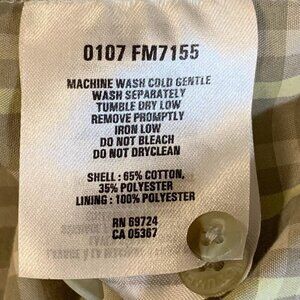 0107 FM7155
MACHINE WASH COLD GENTLE
WASH SEPARATELY
TUMBLE DRY LOW
REMOVE PROMPTLY
IRON LOW
DO NOT BLEACH
DO NOT DRYCLEAN
SHELL : 65% COTTON,
35% POLYESTER
LINING : 100% POLYESTER
RN 69724
CA 05367